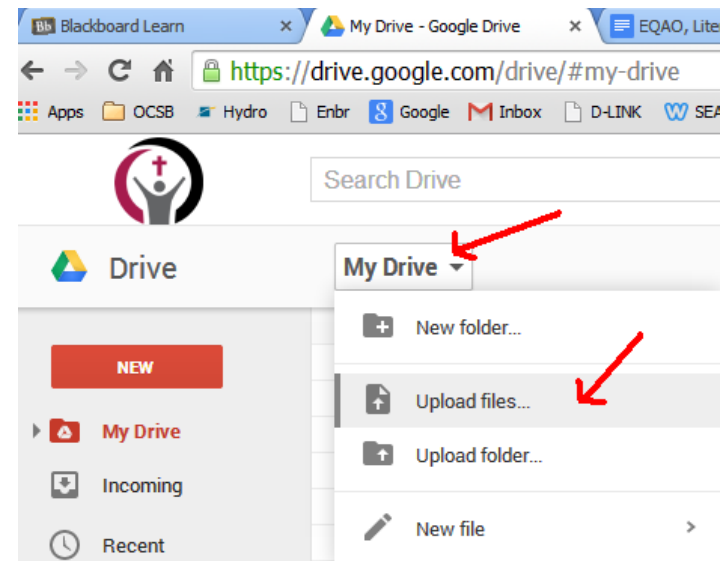 Bb Blackboard Learn × My Drive - Google Drive × EQAO, Lite
https://drive.google.com/drive/#my-drive
Apps OCSB Hydro Enbr 8 Google Inbox D-LINK W SEA
Search Drive
Drive My Drive
New folder...
NEW
Upload files...
My Drive
Upload folder...
Incoming
New file >
Recent